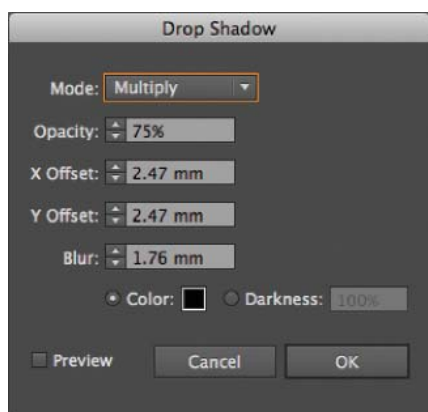 Drop Shadow
Mode: Multiply
Opacity: 75%
X Offset: 2.47 mm
Y Offset: 2.47 mm
Blur: 1.76 mm
Color: Darkness: 100%
Preview Cancel OK